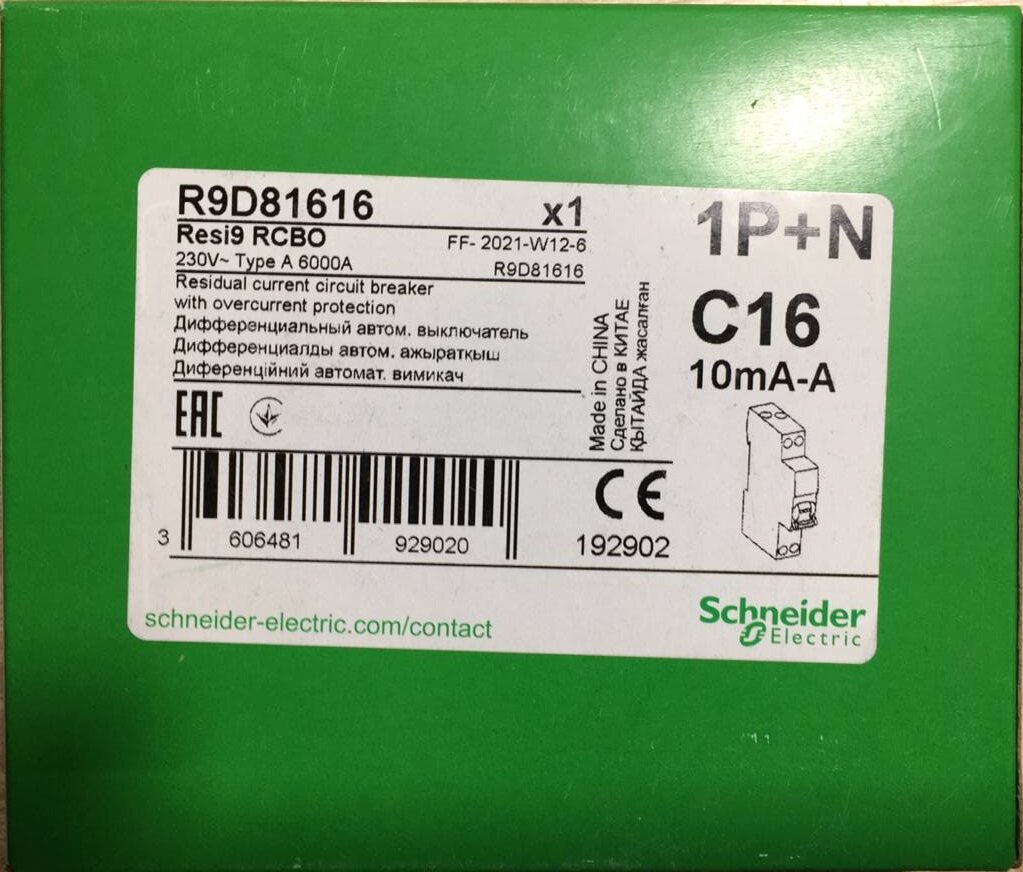 R9D81616
x1
Resi9 RCBO
FF- 2021-W12-6
230V~ Type A 6000A
R9D81616
Residual current circuit breaker
with overcurrent protection
Дифференциальный автом. выключатель
Дифференциалды автом. ажыратқыш
Диференційний автомат. вимикач
EAC
Made in CHINA
Сделано в КИТАЕ
ҚЫТАЙДА жасалған
1P+N
C16
10mA-A
CE
3 606481 929020
192902
schneider-electric.com/contact
Schneider
Electric